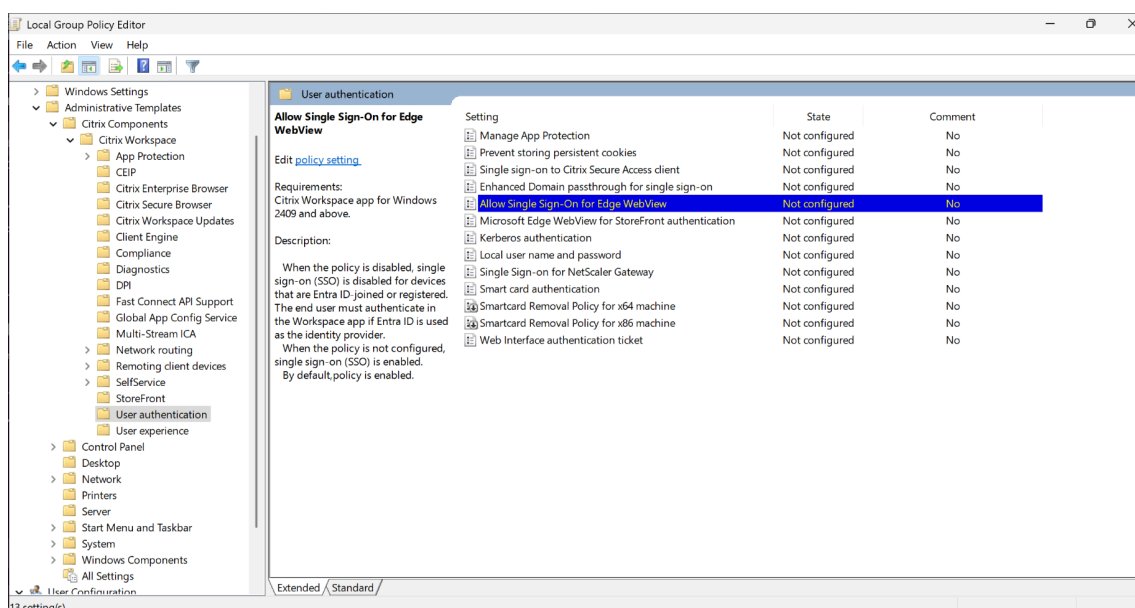 Local Group Policy Editor
File Action View Help
Windows Settings
Administrative Templates
Citrix Components
Citrix Workspace
App Protection
CEIP
Citrix Enterprise Browser
Citrix Secure Browser
Citrix Workspace Updates
Client Engine
Compliance
Diagnostics
DPI
Fast Connect API Support
Global App Config Service
Multi-Stream ICA
Network routing
Remoting client devices
SelfService
StoreFront
User authentication
User experience
Control Panel
Desktop
Network
Printers
Server
Start Menu and Taskbar
System
Windows Components
All Settings
User Configuration
13 setting(s)
User authentication
Allow Single Sign-On for Edge
WebView
Edit policy setting
Requirements:
Citrix Workspace app for Windows
2409 and above.
Description:
When the policy is disabled, single
sign-on (SSO) is disabled for devices
that are Entra ID-joined or registered.
The end user must authenticate in
the Workspace app if Entra ID is used
as the identity provider.
When the policy is not configured,
single sign-on (SSO) is enabled.
By default,policy is enabled.
Setting State Comment
Manage App Protection Not configured No
Prevent storing persistent cookies Not configured No
Single sign-on to Citrix Secure Access client Not configured No
Enhanced Domain passthrough for single sign-on Not configured No
Allow Single Sign-On for Edge WebView Not configured No
Microsoft Edge WebView for StoreFront authentication Not configured No
Kerberos authentication Not configured No
Local user name and password Not configured No
Single Sign-on for NetScaler Gateway Not configured No
Smart card authentication Not configured No
Smartcard Removal Policy for x64 machine Not configured No
Smartcard Removal Policy for x86 machine Not configured No
Web Interface authentication ticket Not configured No
Extended Standard